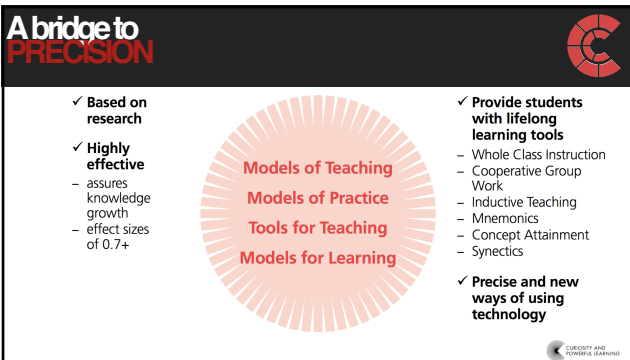 A bridge to
PRECISION
✓ Based on
research
✓ Highly
effective
– assures
knowledge
growth
– effect sizes
of 0.7+
Models of Teaching
Models of Practice
Tools for Teaching
Models for Learning
✓ Provide students
with lifelong
learning tools
– Whole Class Instruction
– Cooperative Group
Work
– Inductive Teaching
– Mnemonics
– Concept Attainment
– Synectics
✓ Precise and new
ways of using
technology
CURIOSITY AND
POWERFUL LEARNING